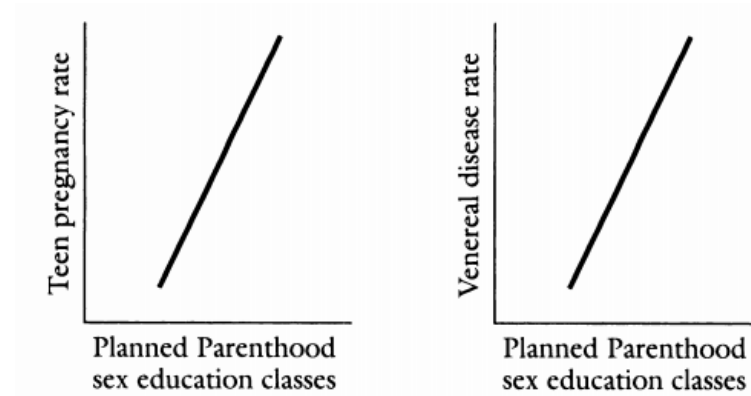 Teen pregnancy rate
Planned Parenthood
sex education classes
Venereal disease rate
Planned Parenthood
sex education classes